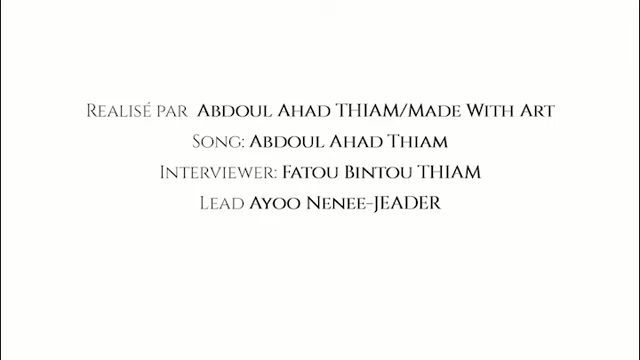 Realisé par Abdoul Ahad THIAM/Made With Art
Song: Abdoul Ahad Thiam
Interviewer: Fatou Bintou THIAM
Lead Ayoo Nenee-JEADER